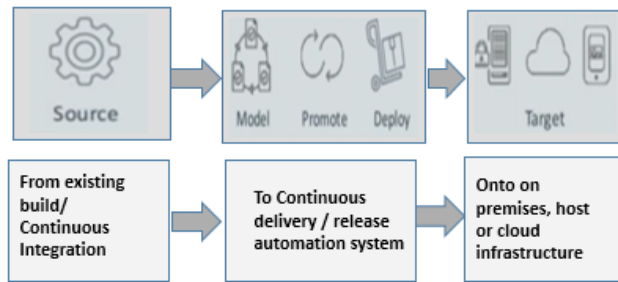 Source
Model Promote Deploy
Target
From existing
build/
Continuous
Integration
To Continuous
delivery / release
automation system
Onto on
premises, host
or cloud
infrastructure